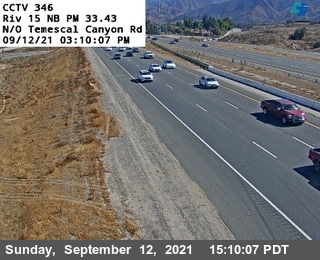 CCTV 346
Riv 15 NB PM 33.43
N/O Temescal Canyon Rd
09/12/21 03:10:07 PM
Sunday, September 12, 2021 15:10:07 PDT